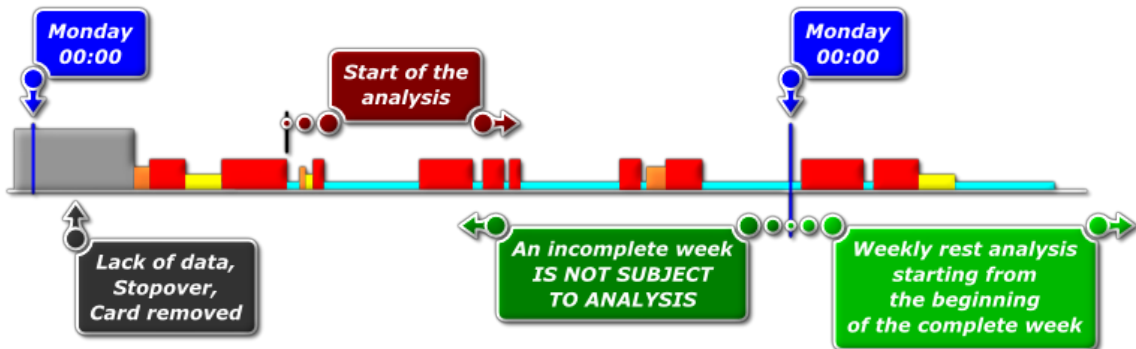 Monday
00:00
Start of the
analysis
Monday
00:00
Lack of data,
Stopover,
Card removed
An incomplete week
IS NOT SUBJECT
TO ANALYSIS
Weekly rest analysis
starting from
the beginning
of the complete week